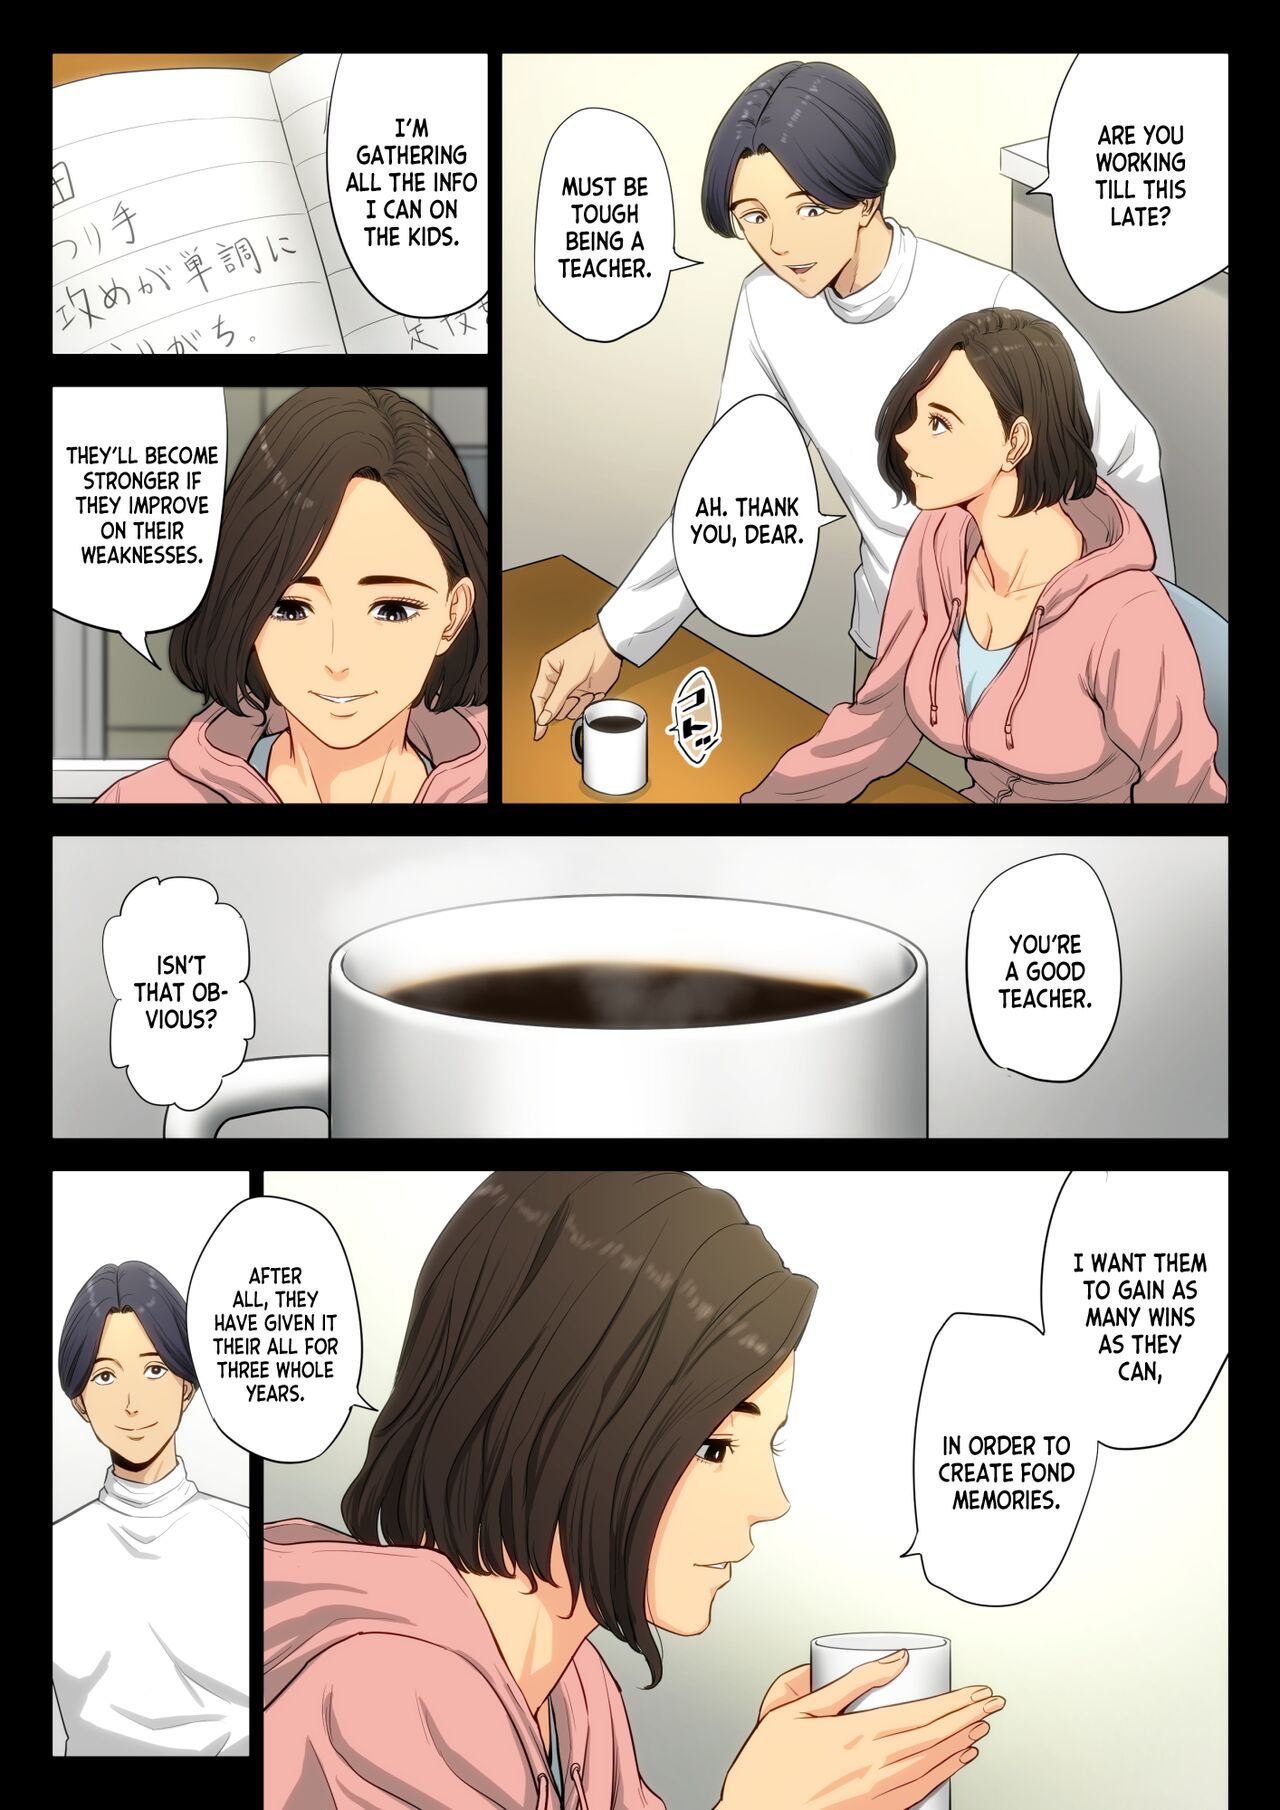 ARE YOU
WORKING
TILL THIS
LATE?
MUST BE
TOUGH
BEING A
TEACHER.
AH. THANK
YOU, DEAR.
コトッ
I'M
GATHERING
ALL THE INFO
I CAN ON
THE KIDS.
つり手
攻めが単調に
がち。
THEY'LL BECOME
STRONGER IF
THEY IMPROVE
ON THEIR
WEAKNESSES.
YOU'RE
A GOOD
TEACHER.
ISN'T
THAT OB-
VIOUS?
I WANT THEM
TO GAIN AS
MANY WINS
AS THEY
CAN,
IN ORDER TO
CREATE FOND
MEMORIES.
AFTER
ALL, THEY
HAVE GIVEN IT
THEIR ALL FOR
THREE WHOLE
YEARS.